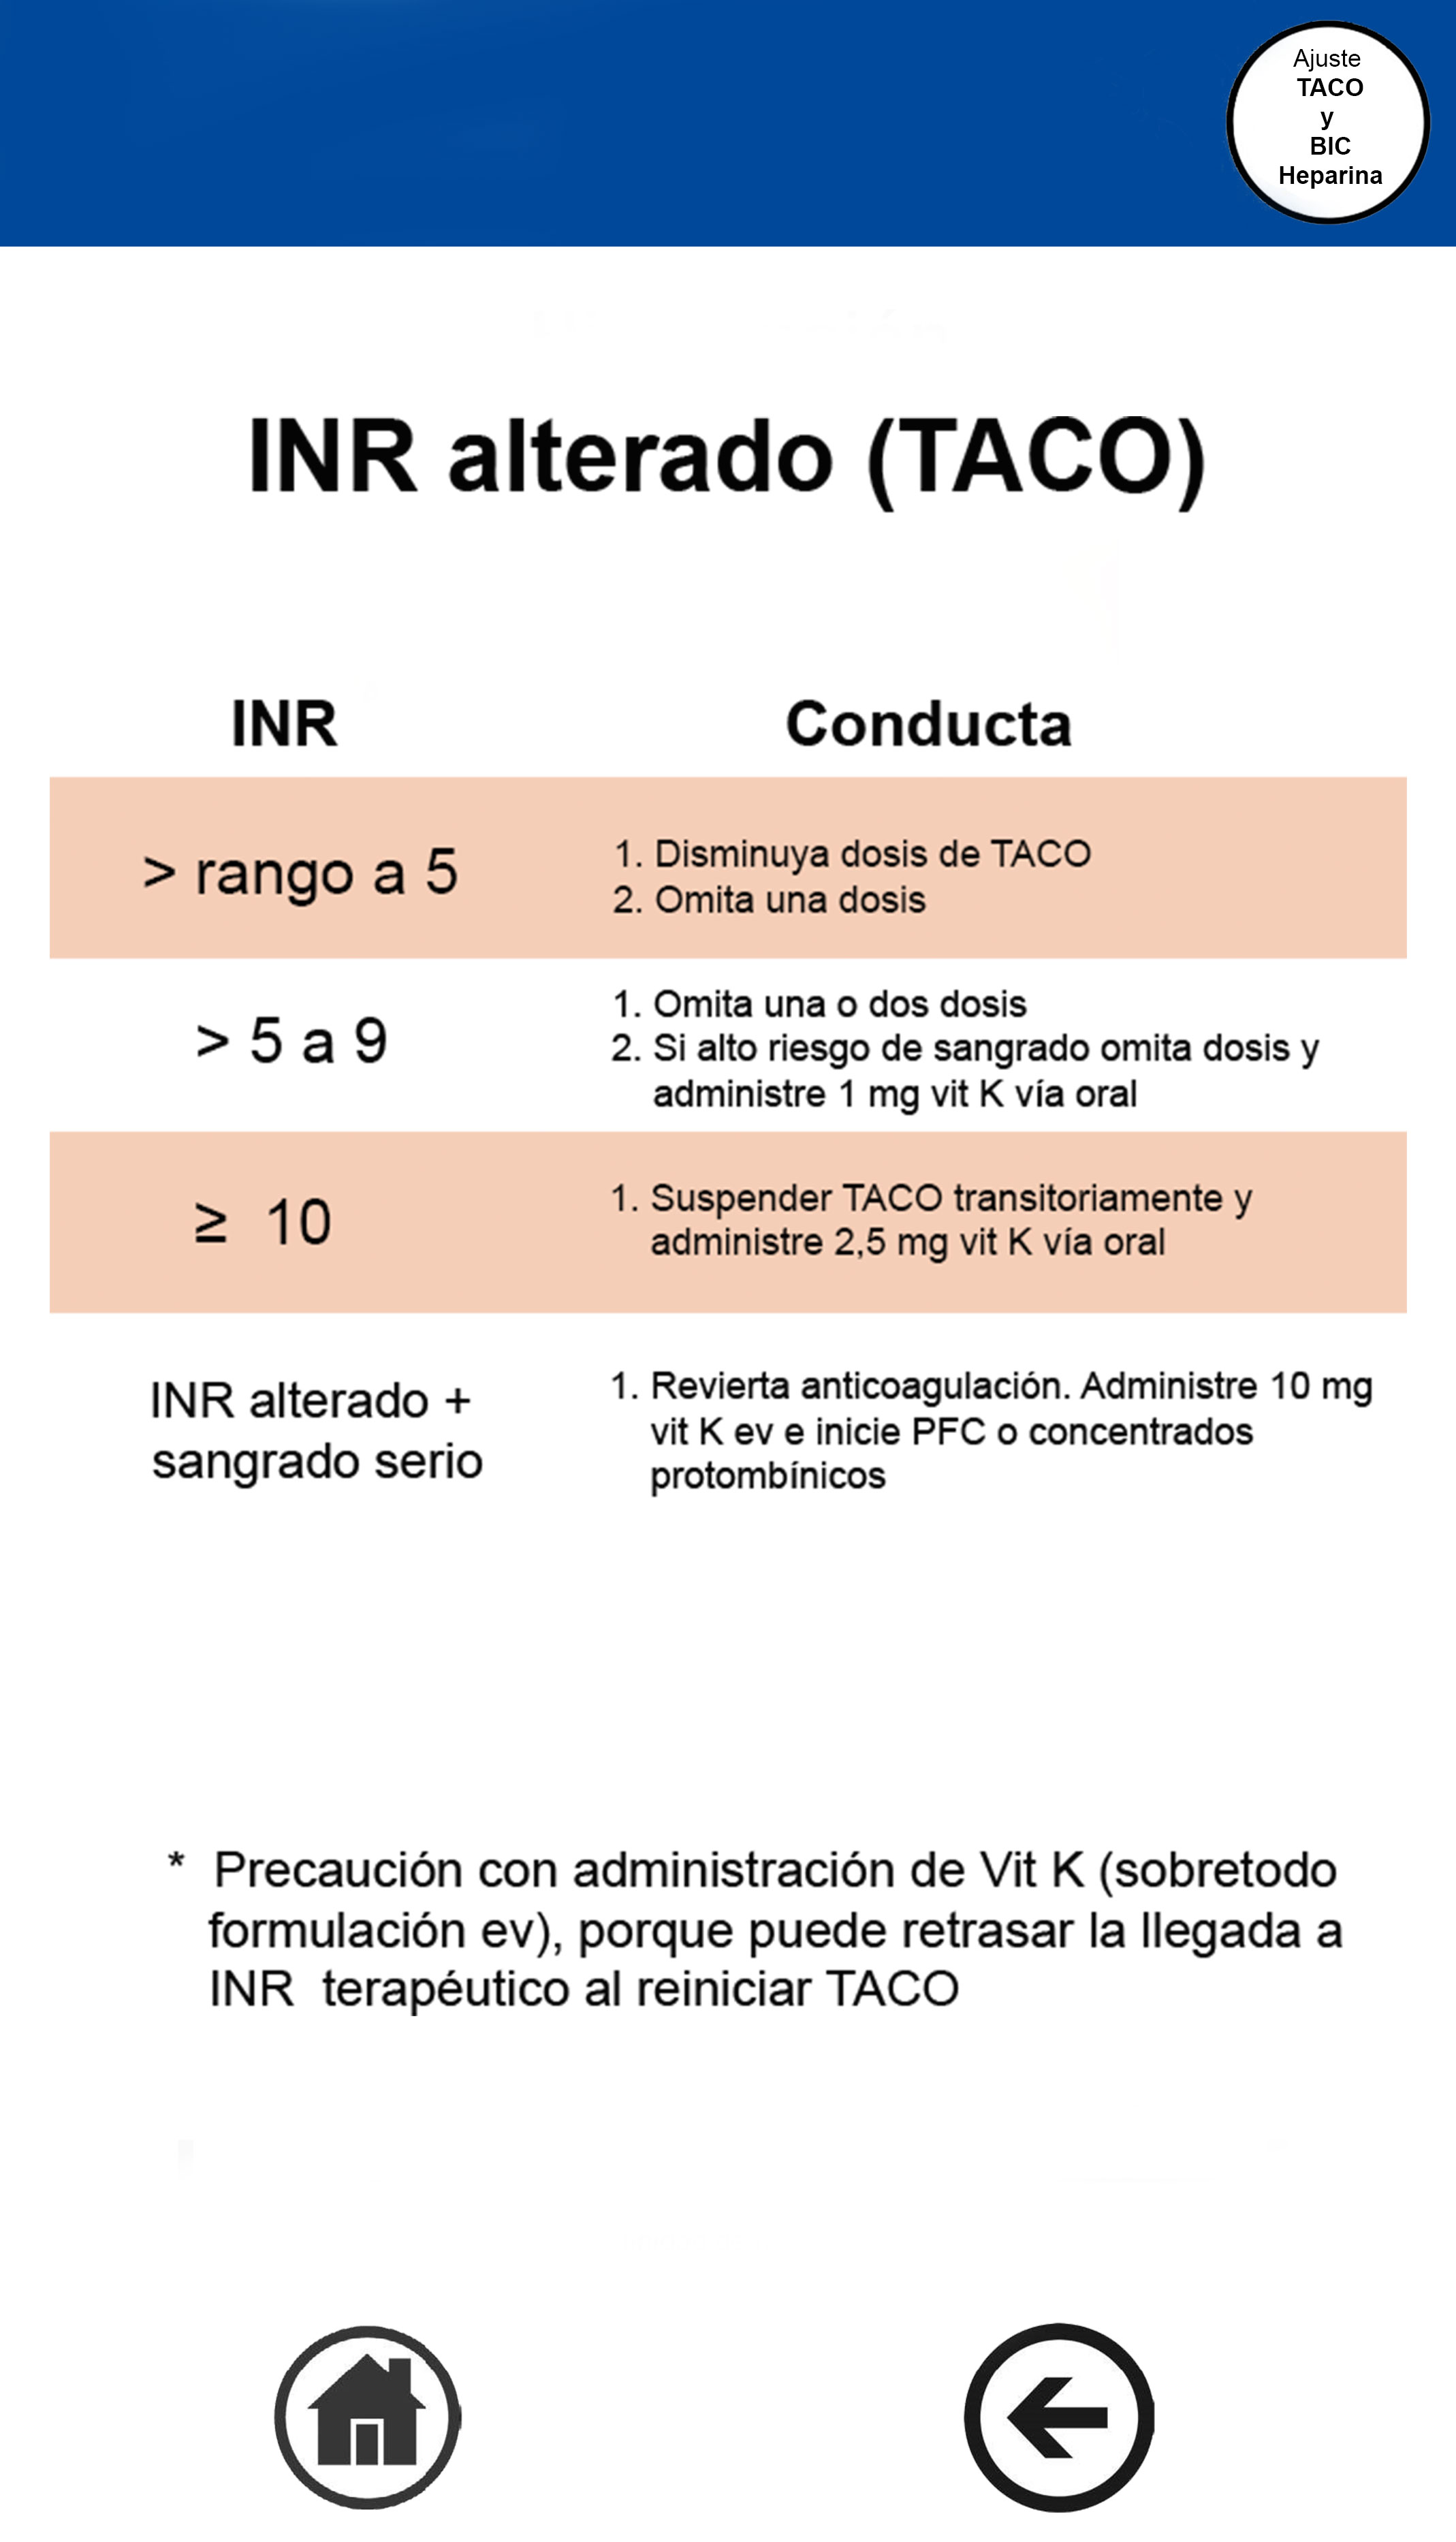 Ajuste
TACO
y
BIC
Heparina
INR alterado (TACO)
INR
Conducta
> rango a 5
1. Disminuya dosis de TACO
2. Omita una dosis
> 5 a 9
1. Omita una o dos dosis
2. Si alto riesgo de sangrado omita dosis y
administre 1 mg vit K vía oral
≥ 10
1. Suspender TACO transitoriamente y
administre 2,5 mg vit K vía oral
INR alterado +
sangrado serio
1. Revierta anticoagulación. Administre 10 mg
vit K ev e inicie PFC o concentrados
protombínicos
* Precaución con administración de Vit K (sobretodo
formulación ev), porque puede retrasar la llegada a
INR terapéutico al reiniciar TACO